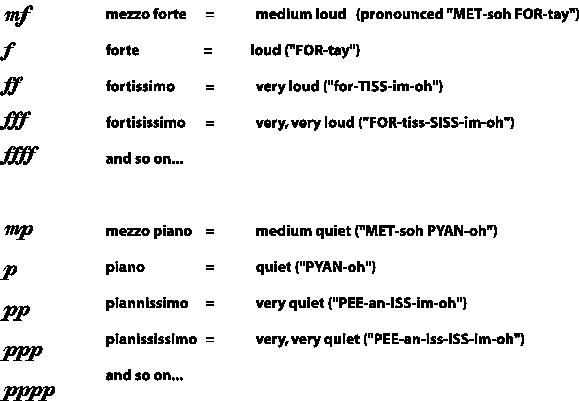 mf mezzo forte = medium loud (pronounced "MET-soh FOR-tay")
f forte = loud ("FOR-tay")
ff fortissimo = very loud ("for-TISS-im-oh")
fff fortisissimo = very, very loud ("FOR-tiss-SISS-im-oh")
ffff and so on...
mp mezzo piano = medium quiet ("MET-soh PYAN-oh")
p piano = quiet ("PYAN-oh")
pp piannissimo = very quiet ("PEE-an-ISS-im-oh")
ppp pianississimo = very, very quiet ("PEE-an-iss-ISS-im-oh")
pppp and so on...